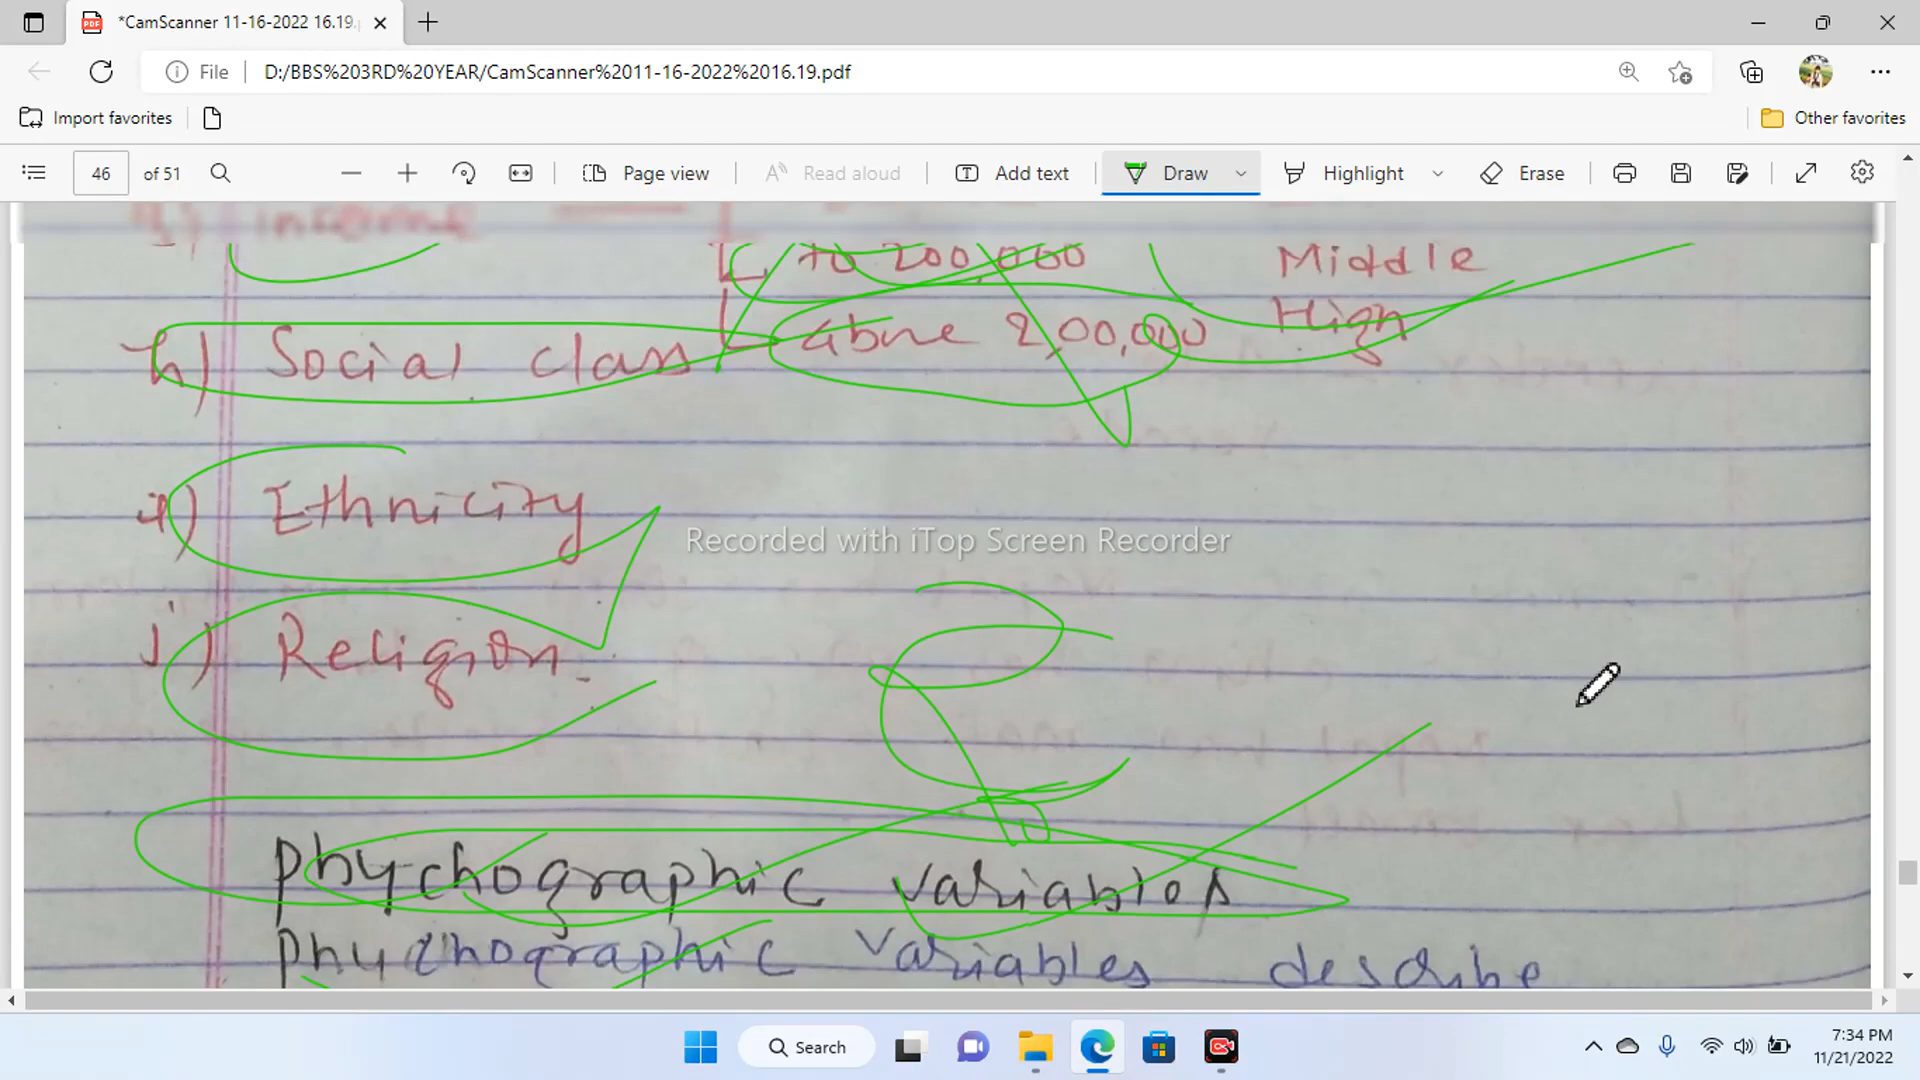 *CamScanner 11-16-2022 16.19.
File D:/BBS%203RD%20YEAR/CamScanner%2011-16-2022%2016.19.pdf
Import favorites Other favorites
46 of 51 Page view Read aloud Add text Draw Highlight Erase
to 200,000 Middle
h) Social class above 2,00,000 High
i) Ethnicity
Recorded with iTop Screen Recorder
j) Religion
phychographic variables
phychographic variables describe
Search
7:34 PM
11/21/2022